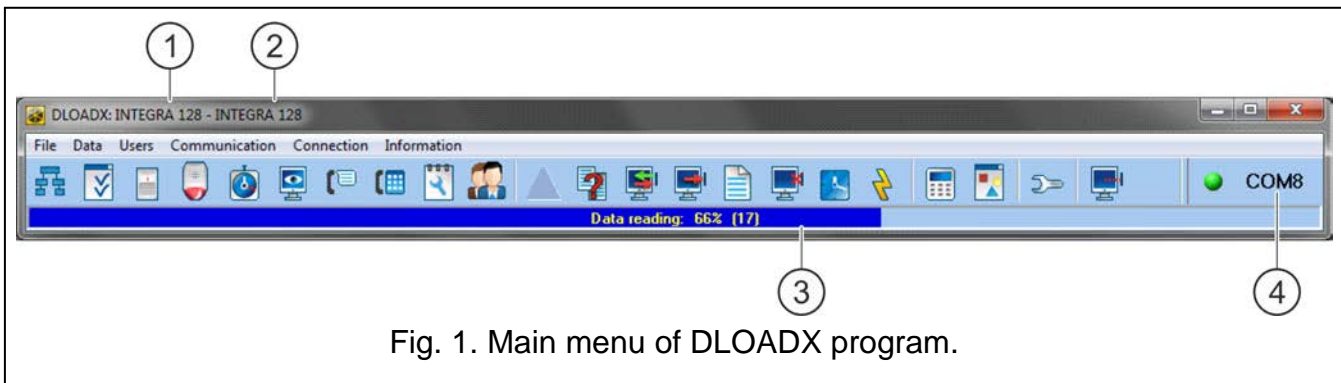 1 2
DLOADX: INTEGRA 128 - INTEGRA 128
File Data Users Communication Connection Information
COM8
Data reading: 66% (17)
3 4
Fig. 1. Main menu of DLOADX program.